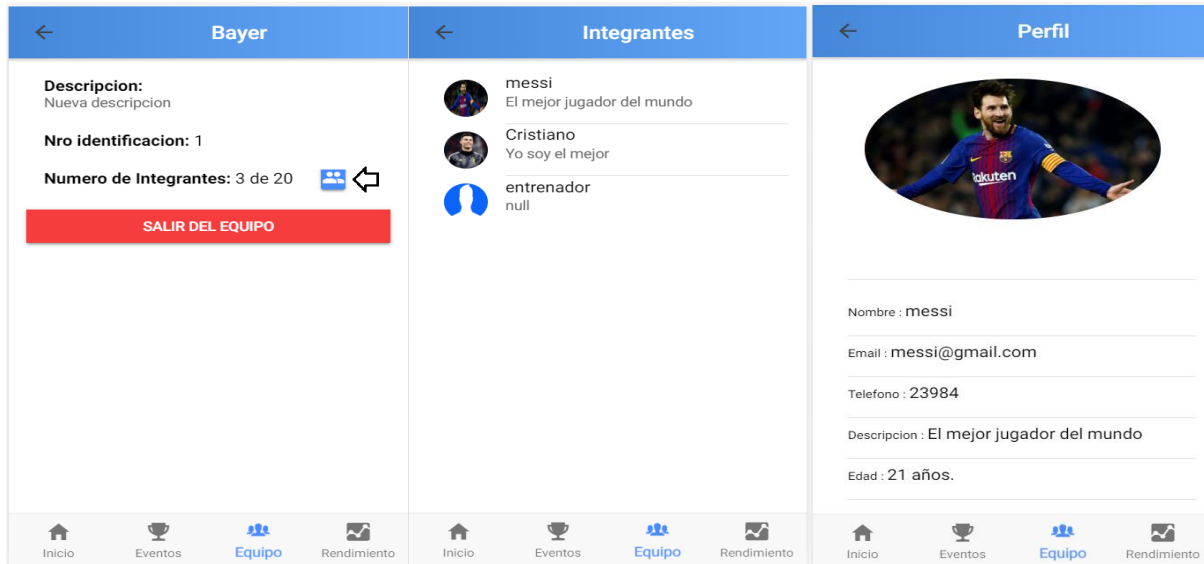 Bayer
Descripcion:
Nueva descripcion
Nro identificacion: 1
Numero de Integrantes: 3 de 20
SALIR DEL EQUIPO
Inicio
Eventos
Equipo
Rendimiento
Integrantes
messi
El mejor jugador del mundo
Cristiano
Yo soy el mejor
entrenador
null
Inicio
Eventos
Equipo
Rendimiento
Perfil
Rakuten
Nombre : messi
Email : messi@gmail.com
Telefono : 23984
Descripcion : El mejor jugador del mundo
Edad : 21 años.
Inicio
Eventos
Equipo
Rendimiento